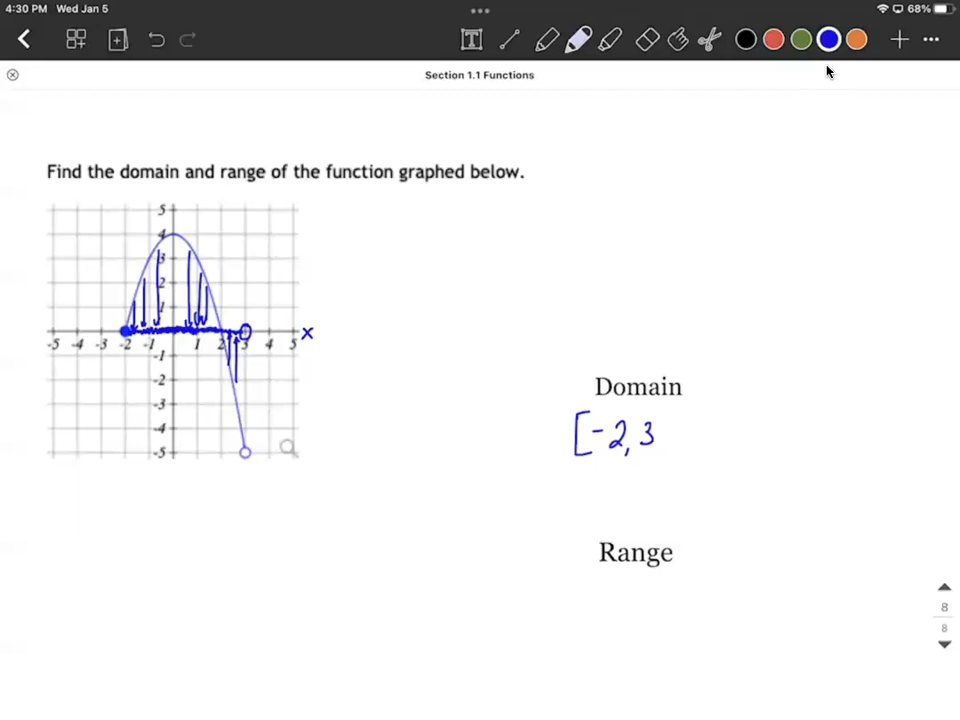 4:30 PM Wed Jan 5
68%
T
Section 1.1 Functions
Find the domain and range of the function graphed below.
5
4
3
2
1
-5 -4 -3 -2 -1 1 2 3 4 5 x
-1
-2
-3
-4
-5
Domain
[-2, 3
Range
8
8